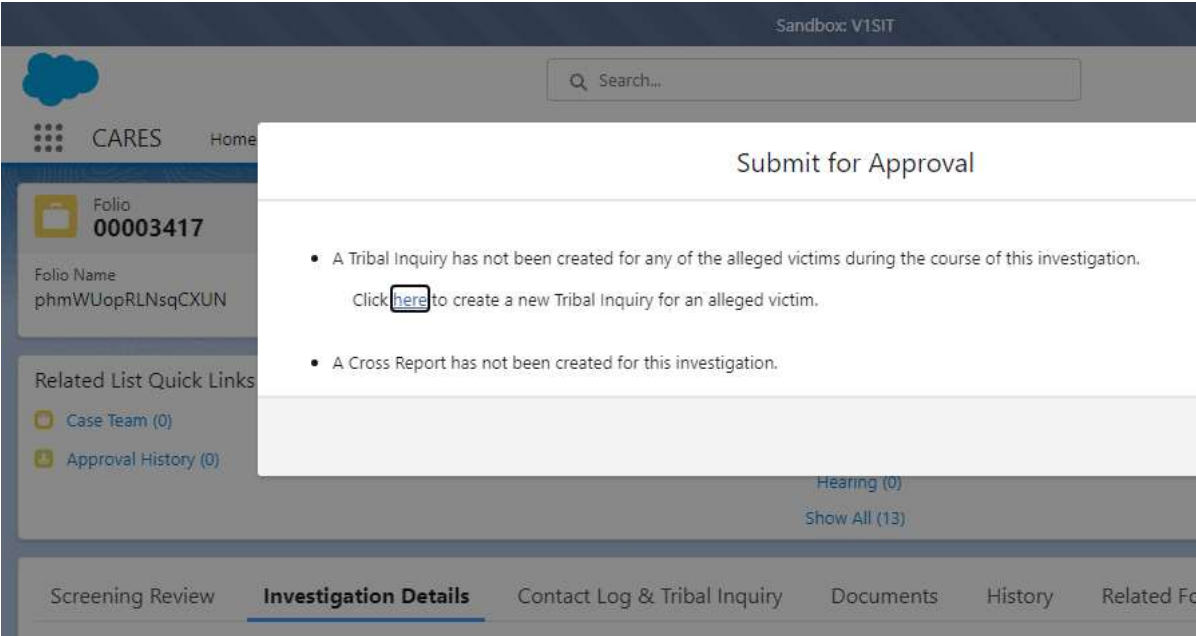 Sandbox: V1SIT
Search...
CARES Home
Submit for Approval
Folio
00003417
Folio Name
phmWUopRLNsqCXUN
• A Tribal Inquiry has not been created for any of the alleged victims during the course of this investigation.
Click here to create a new Tribal Inquiry for an alleged victim.
• A Cross Report has not been created for this investigation.
Related List Quick Links
Case Team (0)
Approval History (0)
Hearing (0)
Show All (13)
Screening Review Investigation Details Contact Log & Tribal Inquiry Documents History Related Fo